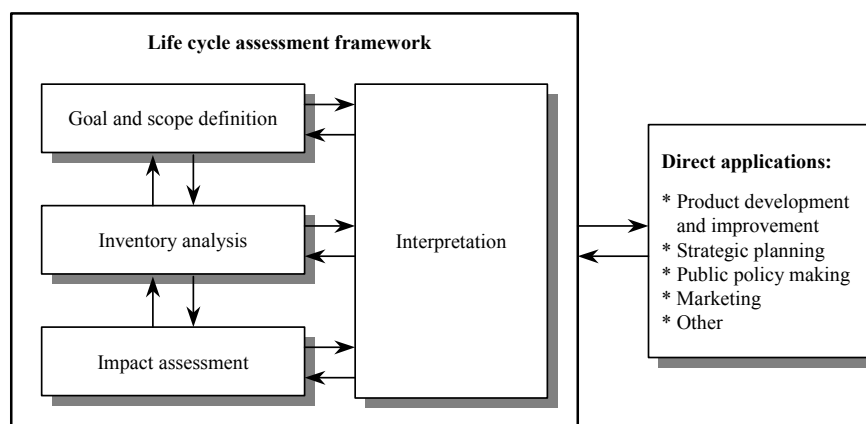 Life cycle assessment framework
Goal and scope definition
Inventory analysis
Impact assessment
Interpretation
Direct applications:
* Product development
and improvement
* Strategic planning
* Public policy making
* Marketing
* Other